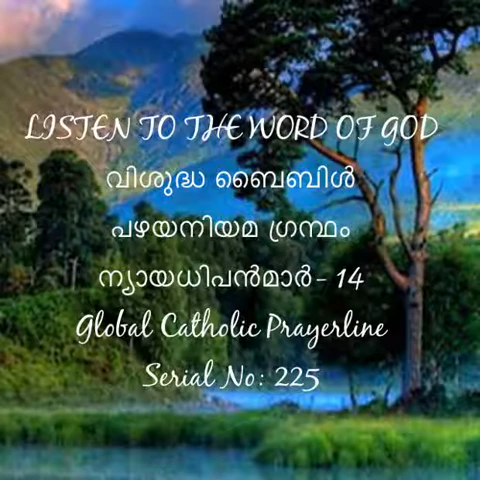 LISTEN TO THE WORD OF GOD
വിശുദ്ധ ബൈബിൾ
പഴയനിയമ ഗ്രന്ഥം
ന്യായധിപൻമാർ- 14
Global Catholic Prayerline
Serial No: 225